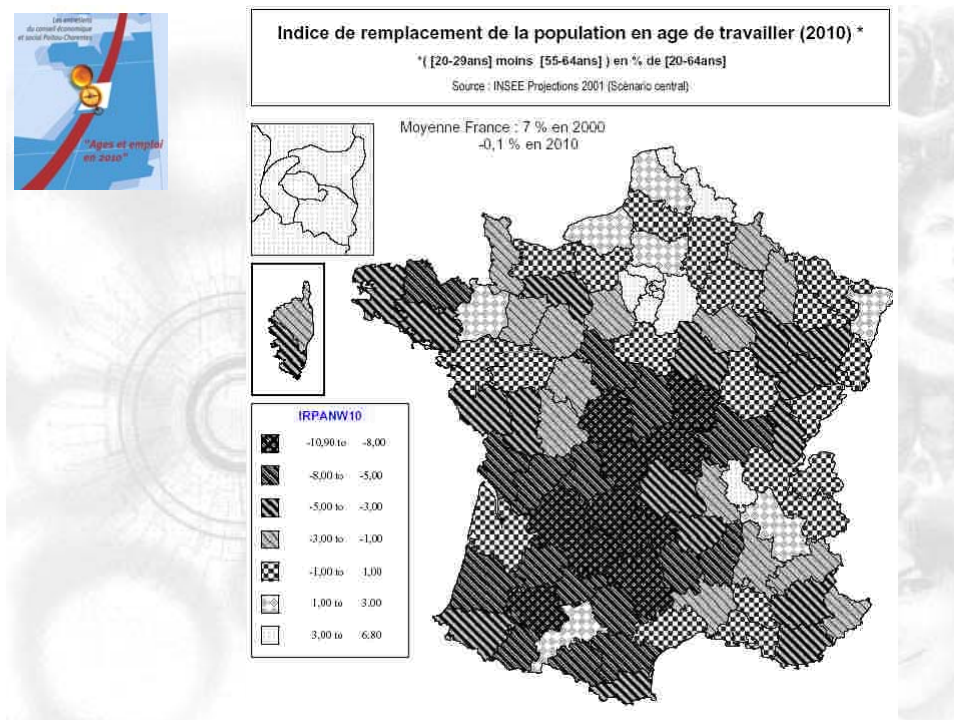 Les entretiens
du conseil économique
et social Poitou-Charentes
"Ages et emploi
en 2010"
Indice de remplacement de la population en age de travailler (2010) *
*( [20-29ans] moins [55-64ans] ) en % de [20-64ans]
Source : INSEE Projections 2001 (Scénario central)
Moyenne France : 7 % en 2000
-0,1 % en 2010
IRPANW10
-10,90 to -8,00
-8,00 to -5,00
-5,00 to -3,00
-3,00 to -1,00
-1,00 to 1,00
1,00 to 3,00
3,00 to 6,80